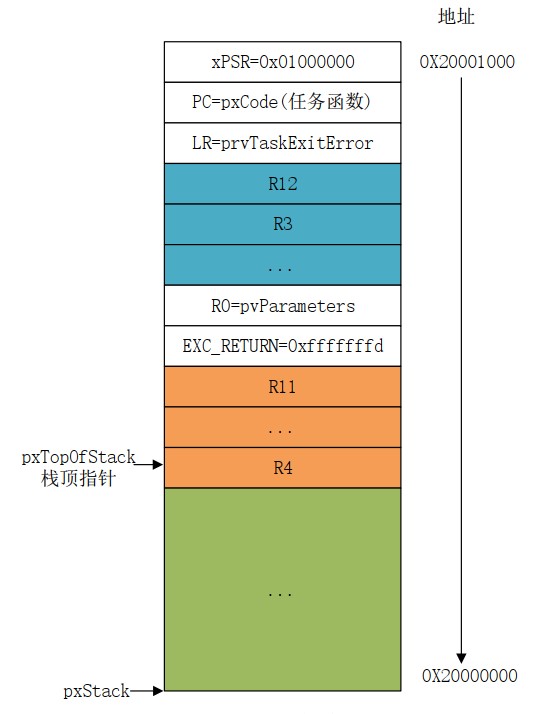 地址
xPSR=0x01000000
0X20001000
PC=pxCode(任务函数)
LR=prvTaskExitError
R12
R3
...
R0=pvParameters
EXC_RETURN=0xfffffffd
R11
...
pxTopOfStack
栈顶指针
R4
...
0X20000000
pxStack